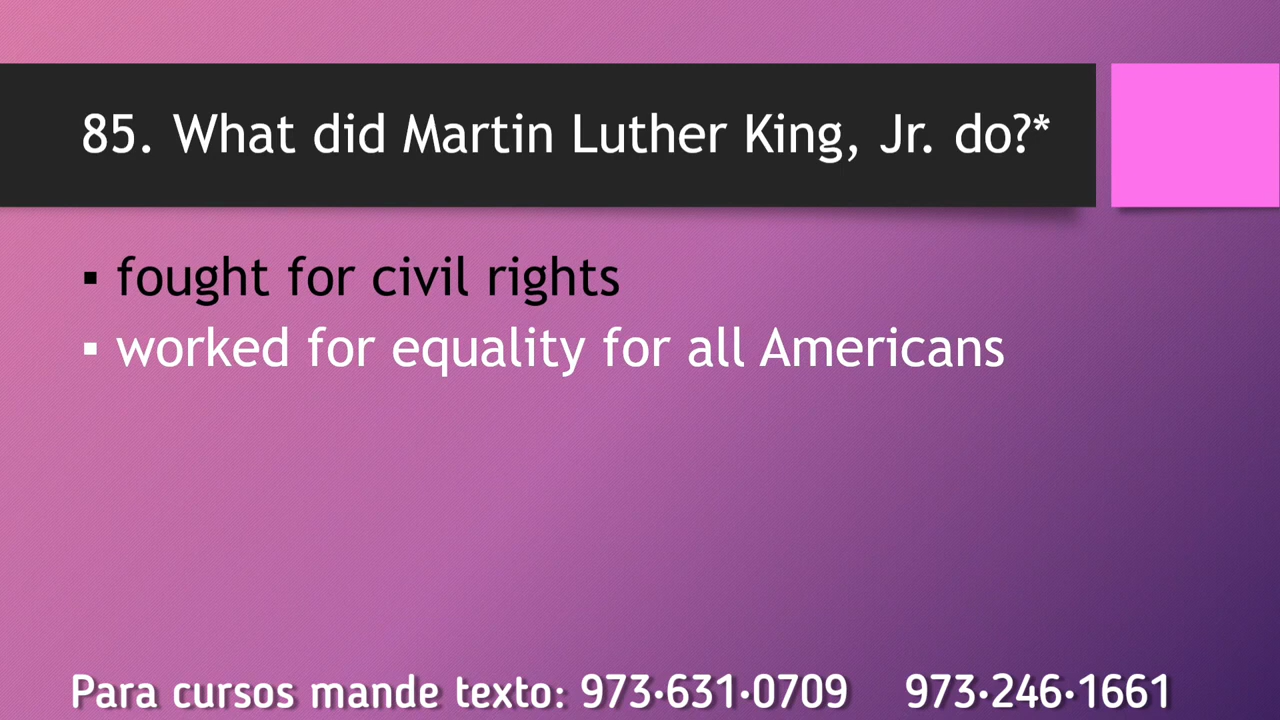 85. What did Martin Luther King, Jr. do?*
▪ fought for civil rights
▪ worked for equality for all Americans
Para cursos mande texto: 973·631·0709 973·246·1661